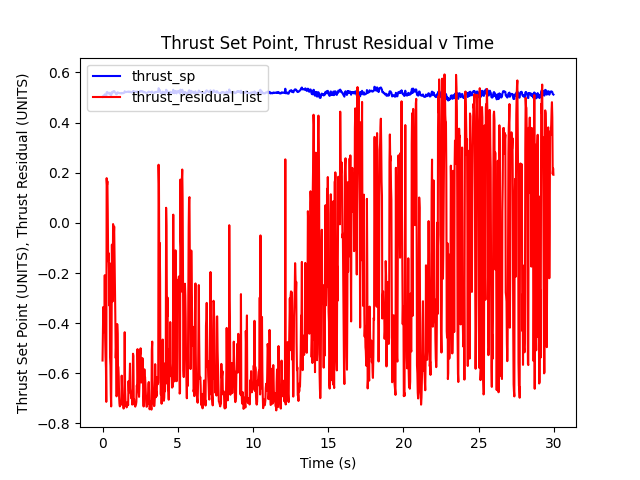 Thrust Set Point, Thrust Residual v Time
thrust_sp
thrust_residual_list
Thrust Set Point (UNITS), Thrust Residual (UNITS)
0.6
0.4
0.2
0.0
−0.2
−0.4
−0.6
−0.8
0 5 10 15 20 25 30
Time (s)